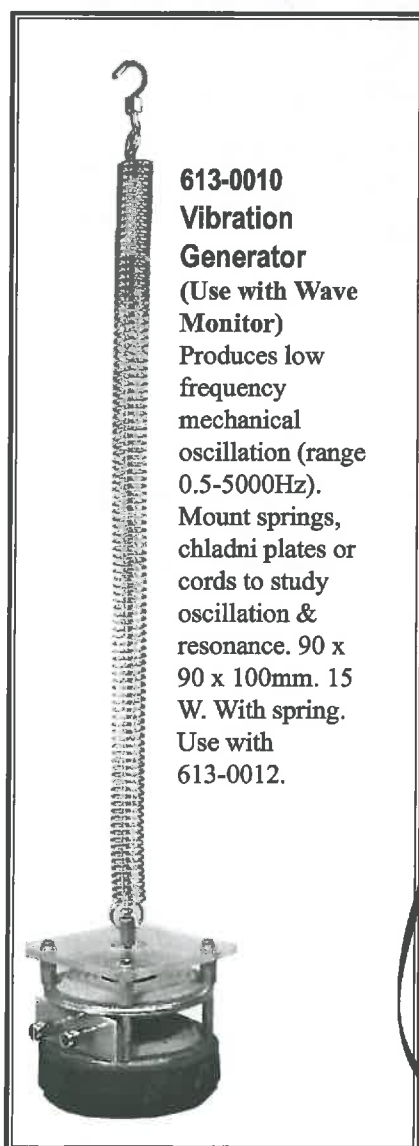 613-0010
Vibration
Generator
(Use with Wave
Monitor)
Produces low
frequency
mechanical
oscillation (range
0.5-5000Hz).
Mount springs,
chladni plates or
cords to study
oscillation &
resonance. 90 x
90 x 100mm. 15
W. With spring.
Use with
613-0012.